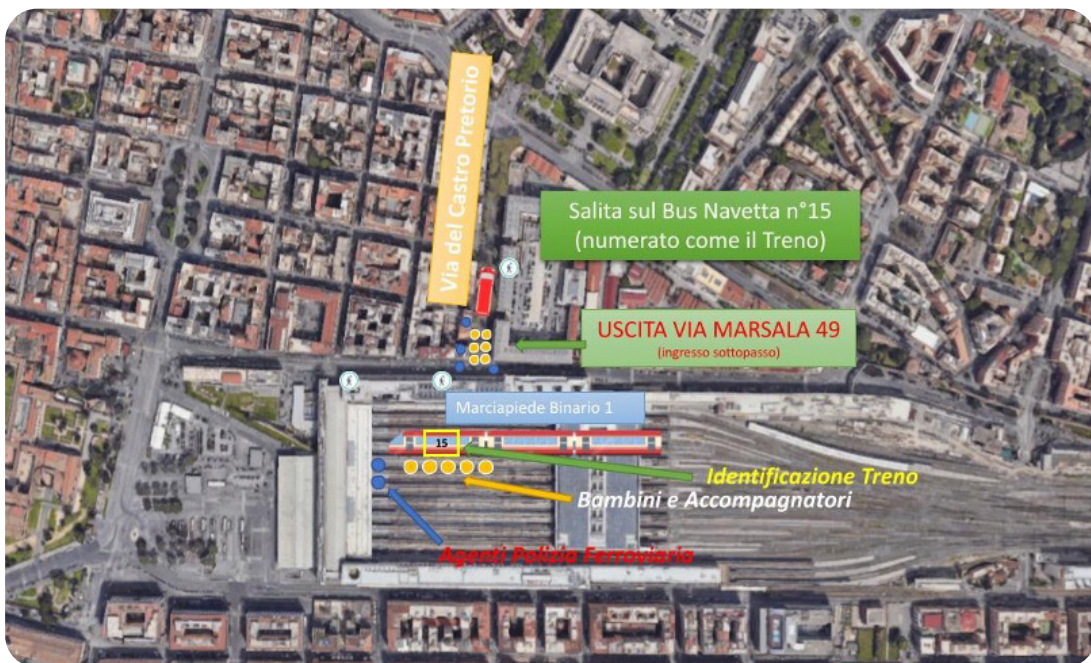 Via del Castro Pretorio
Salita sul Bus Navetta n°15
(numerato come il Treno)
USCITA VIA MARSALA 49
(ingresso sottopasso)
Marciapiede Binario 1
15
Identificazione Treno
Bambini e Accompagnatori
Agenti Polizia Ferroviaria